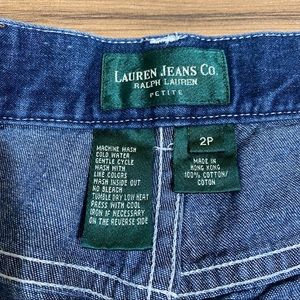 LAUREN JEANS CO.
RALPH LAUREN
PETITE
MACHINE WASH
COLD WATER
GENTLE CYCLE
WASH WITH
LIKE COLORS
WASH INSIDE OUT
NO BLEACH
TUMBLE DRY LOW HEAT
PRESS WITH COOL
IRON IF NECESSARY
ON THE REVERSE SIDE
2P
MADE IN
HONG KONG
100% COTTON/
COTON